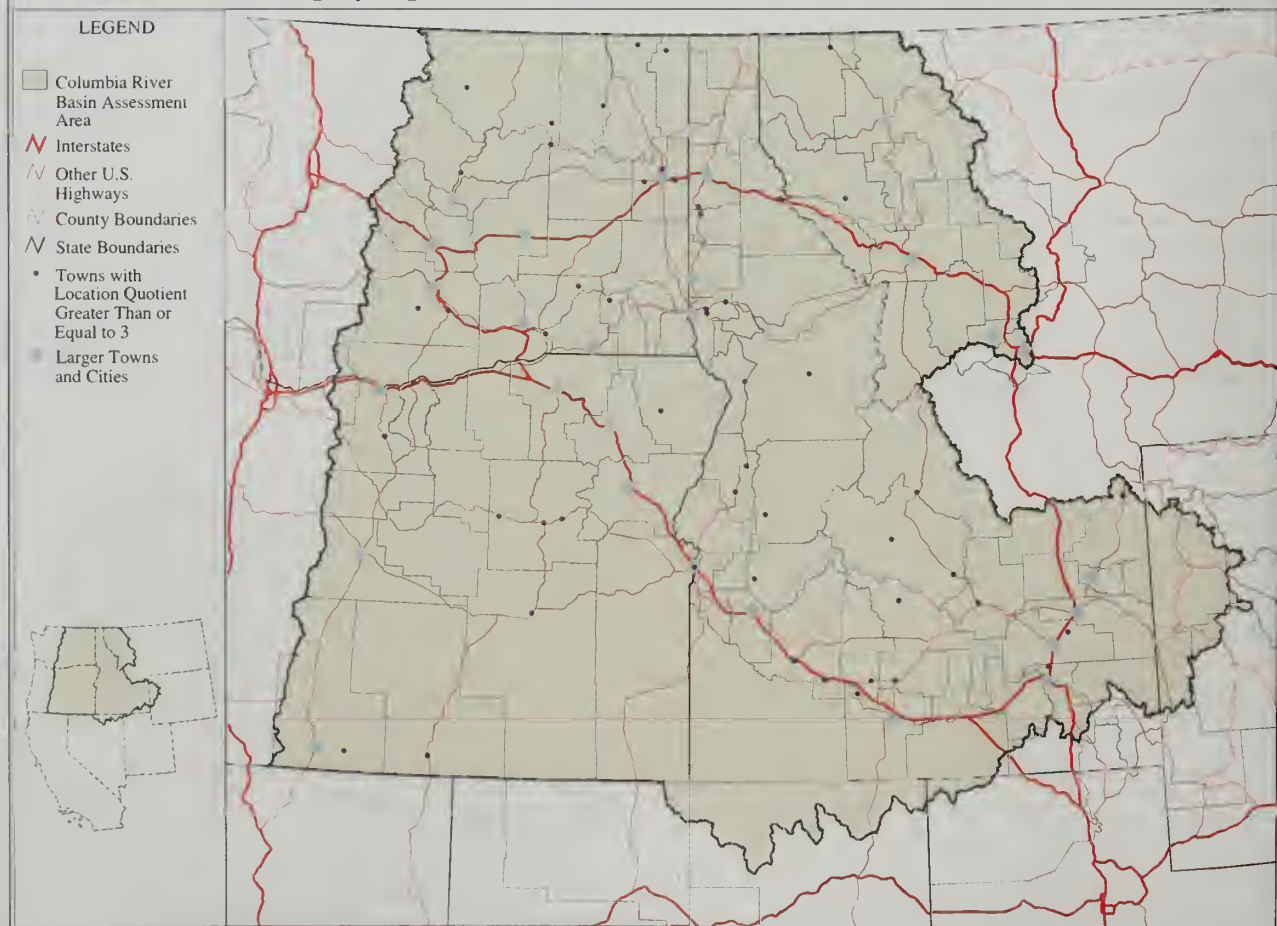 LEGEND
Columbia River
Basin Assessment
Area
Interstates
Other U.S.
Highways
County Boundaries
State Boundaries
Towns with
Location Quotient
Greater Than or
Equal to 3
Larger Towns
and Cities